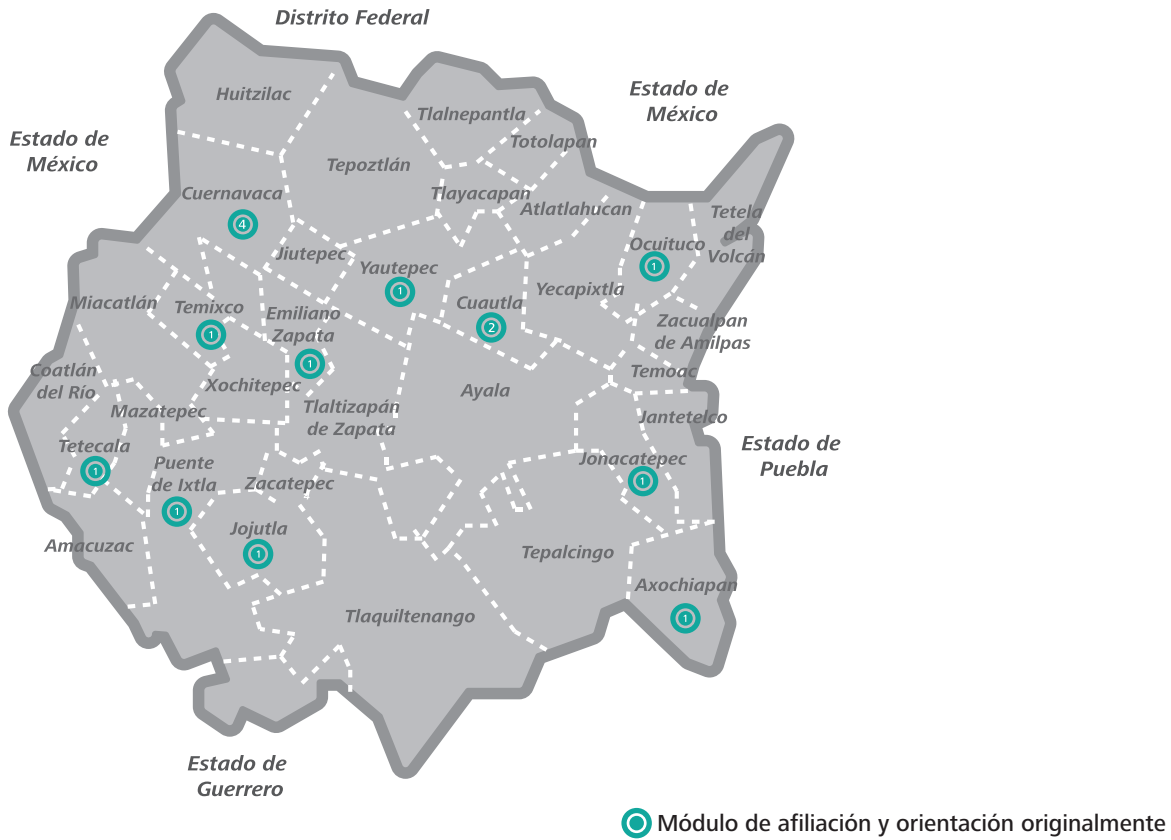 Distrito Federal
Huitzilac
Estado de
México
Tlalnepantla
Totolapan
Estado de
México
Tepoztlán
Cuernavaca
4
Tlayacapan
Atlatlahucan
Tetela
del
Volcán
Ocuituco
1
Jiutepec
Yautepec
1
Cuautla
2
Yecapixtla
Miacatlán
Temixco
1
Emiliano
Zapata
1
Zacualpan
de Amilpas
Temoac
Coatlán
del Río
Xochitepec
Mazatepec
Tlaltizapán
de Zapata
Ayala
Jantetelco
Estado de
Puebla
Tetecala
1
Puente
de Ixtla
1
Zacatepec
Jonacatepec
1
Jojutla
1
Amacuzac
Tepalcingo
Axochiapan
1
Tlaquiltenango
Estado de
Guerrero
Módulo de afiliación y orientación originalmente